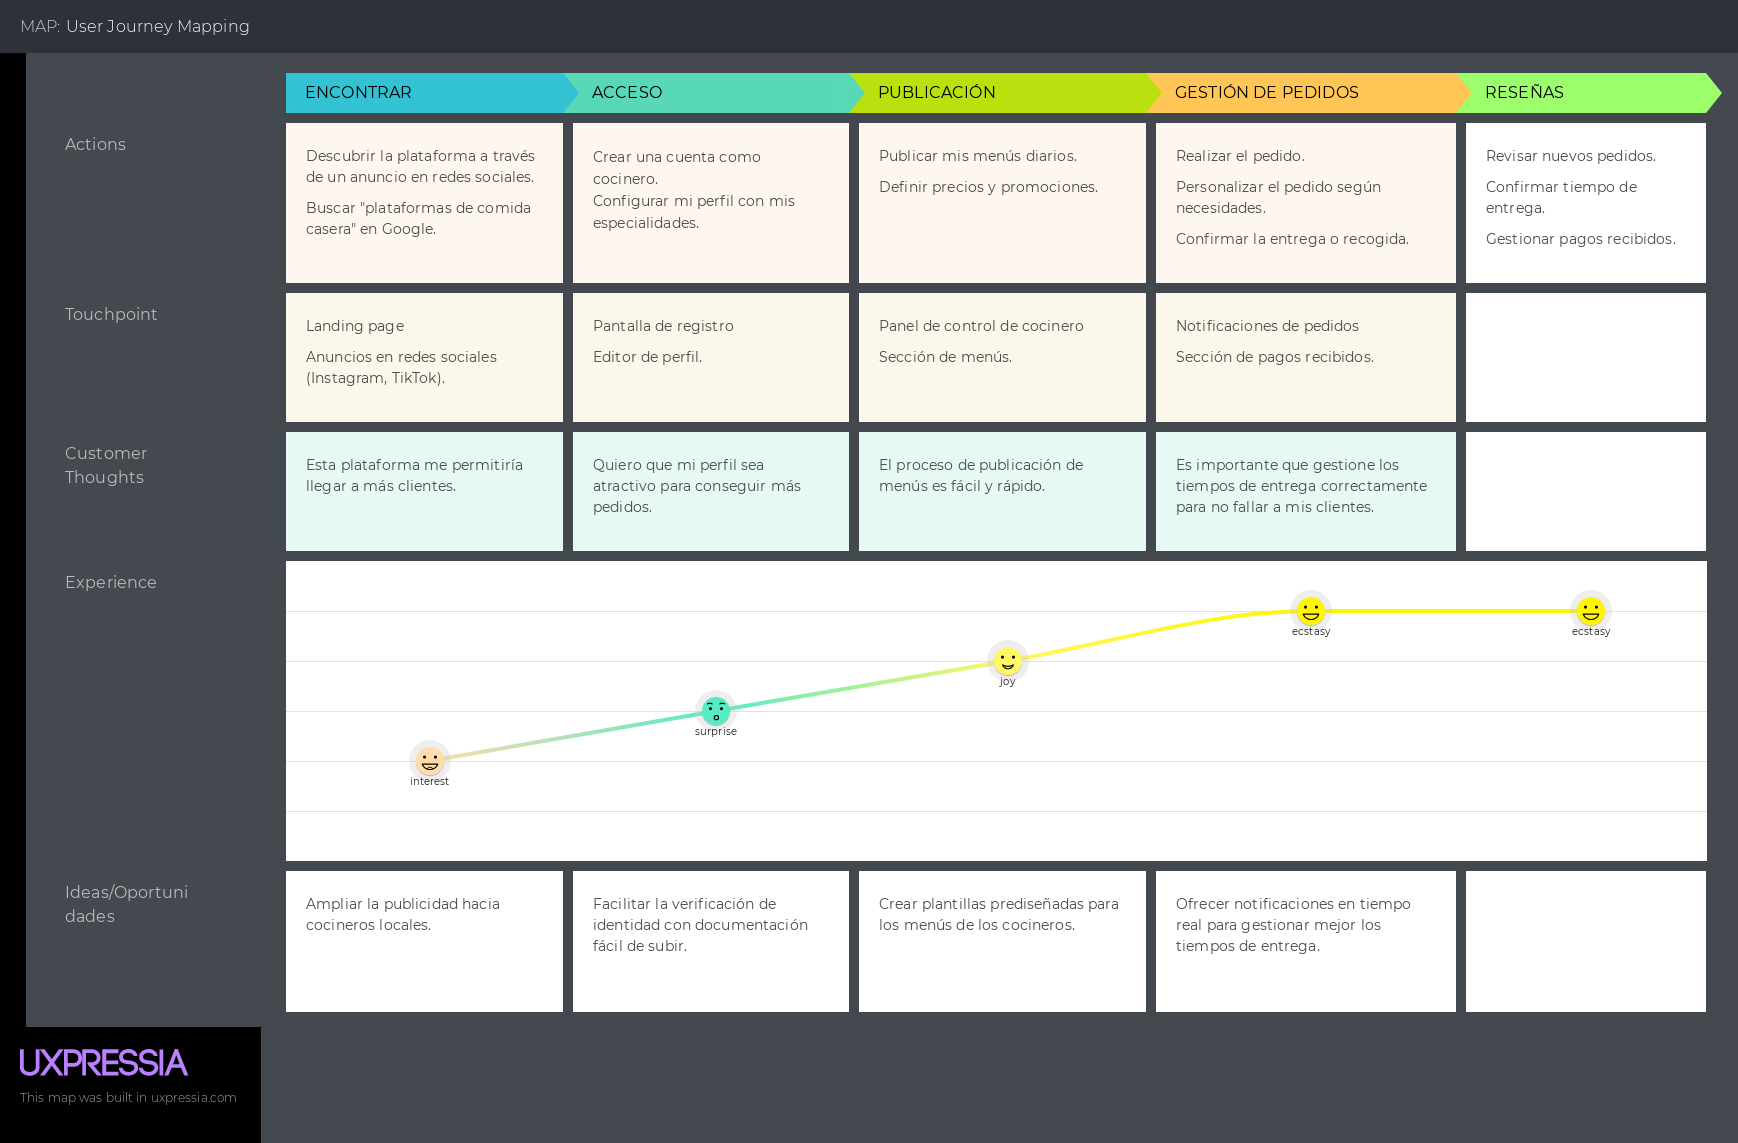 MAP: User Journey Mapping
ENCONTRAR
ACCESO
PUBLICACIÓN
GESTIÓN DE PEDIDOS
RESEÑAS
Actions
Descubrir la plataforma a través
de un anuncio en redes sociales.
Buscar "plataformas de comida
casera" en Google.
Crear una cuenta como
cocinero.
Configurar mi perfil con mis
especialidades.
Publicar mis menús diarios.
Definir precios y promociones.
Realizar el pedido.
Personalizar el pedido según
necesidades.
Confirmar la entrega o recogida.
Revisar nuevos pedidos.
Confirmar tiempo de
entrega.
Gestionar pagos recibidos.
Touchpoint
Landing page
Anuncios en redes sociales
(Instagram, TikTok).
Pantalla de registro
Editor de perfil.
Panel de control de cocinero
Sección de menús.
Notificaciones de pedidos
Sección de pagos recibidos.
Customer
Thoughts
Esta plataforma me permitiría
llegar a más clientes.
Quiero que mi perfil sea
atractivo para conseguir más
pedidos.
El proceso de publicación de
menús es fácil y rápido.
Es importante que gestione los
tiempos de entrega correctamente
para no fallar a mis clientes.
Experience
interest
surprise
joy
ecstasy
ecstasy
Ideas/Oportuni
dades
Ampliar la publicidad hacia
cocineros locales.
Facilitar la verificación de
identidad con documentación
fácil de subir.
Crear plantillas prediseñadas para
los menús de los cocineros.
Ofrecer notificaciones en tiempo
real para gestionar mejor los
tiempos de entrega.
UXPRESSIA
This map was built in uxpressia.com